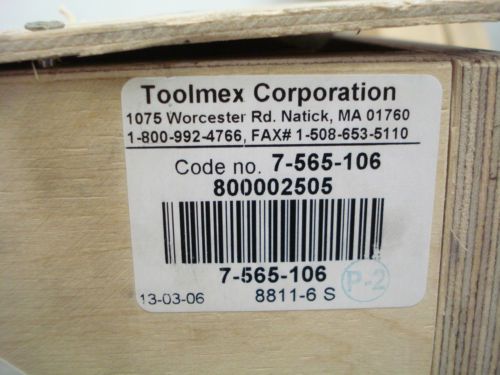 Toolmex Corporation
1075 Worcester Rd. Natick, MA 01760
1-800-992-4766, FAX# 1-508-653-5110
Code no. 7-565-106
800002505
7-565-106
13-03-06 8811-6 S P-2